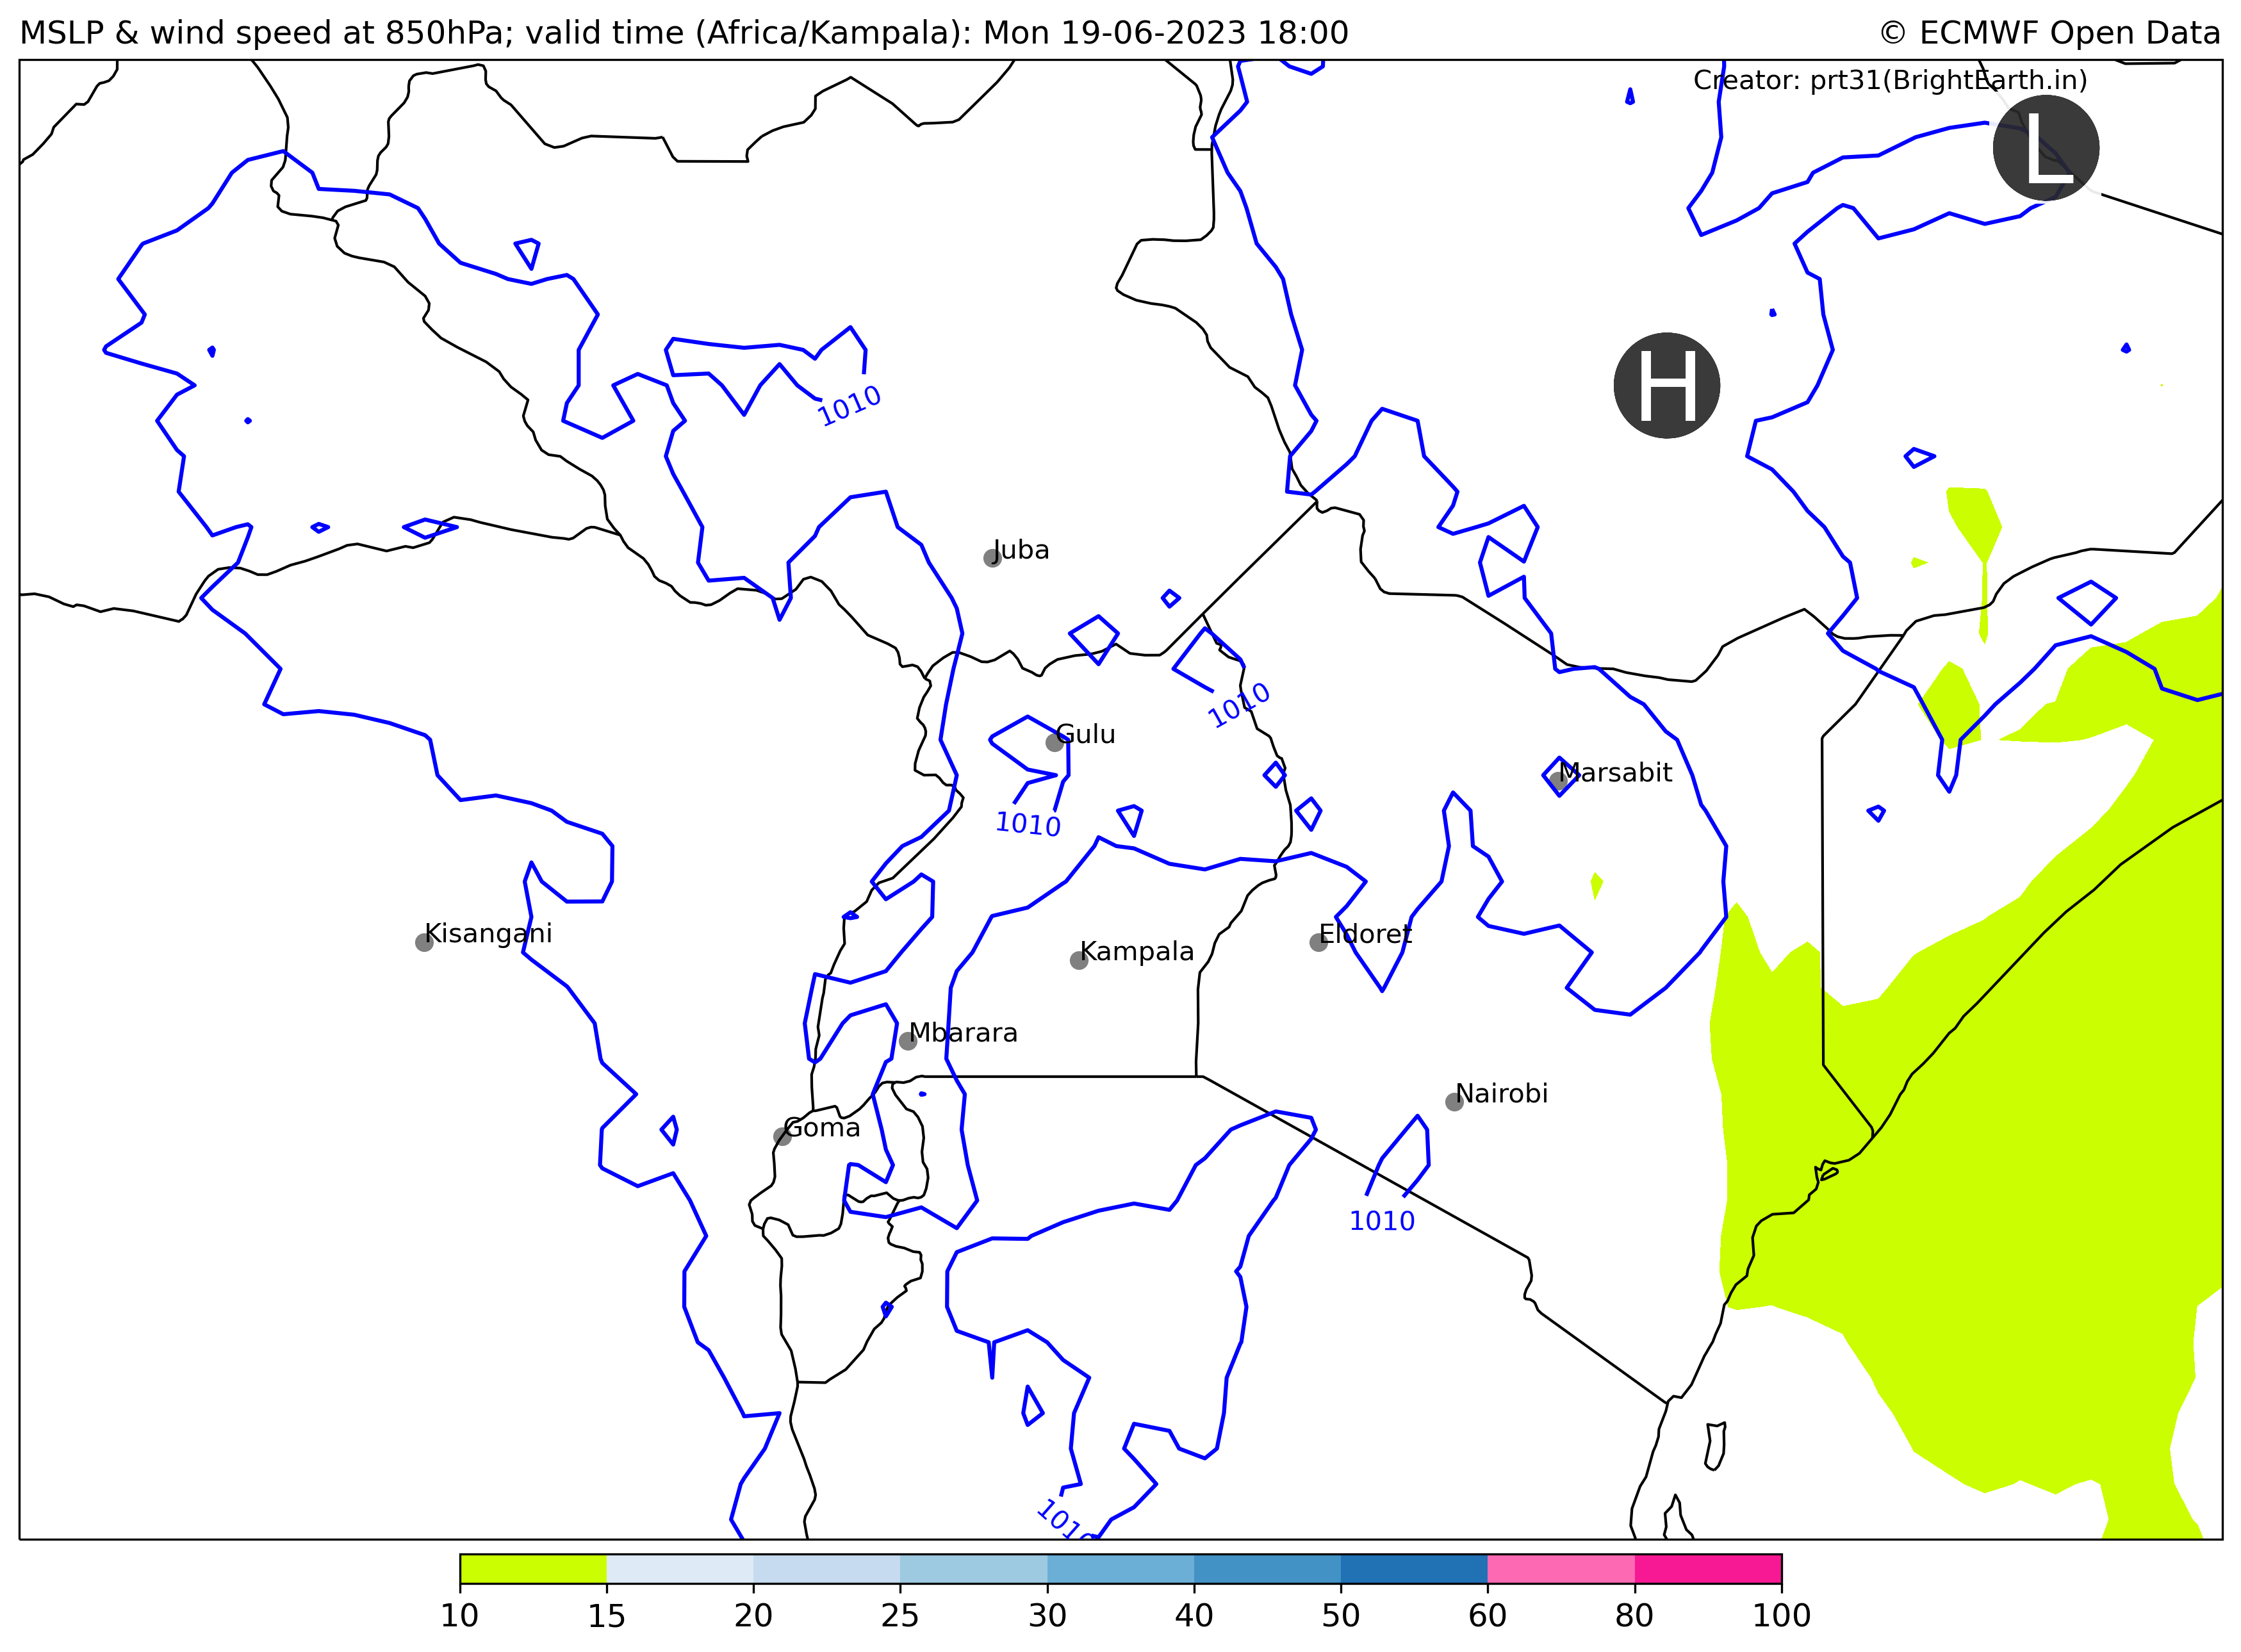 MSLP & wind speed at 850hPa; valid time (Africa/Kampala): Mon 19-06-2023 18:00
© ECMWF Open Data
Creator: prt31(BrightEarth.in)
L
H
1010
Juba
1010
Gulu
Marsabit
1010
Kisangani
Eldoret
Kampala
Mbarara
Nairobi
Goma
1010
1010
10 15 20 25 30 40 50 60 80 100